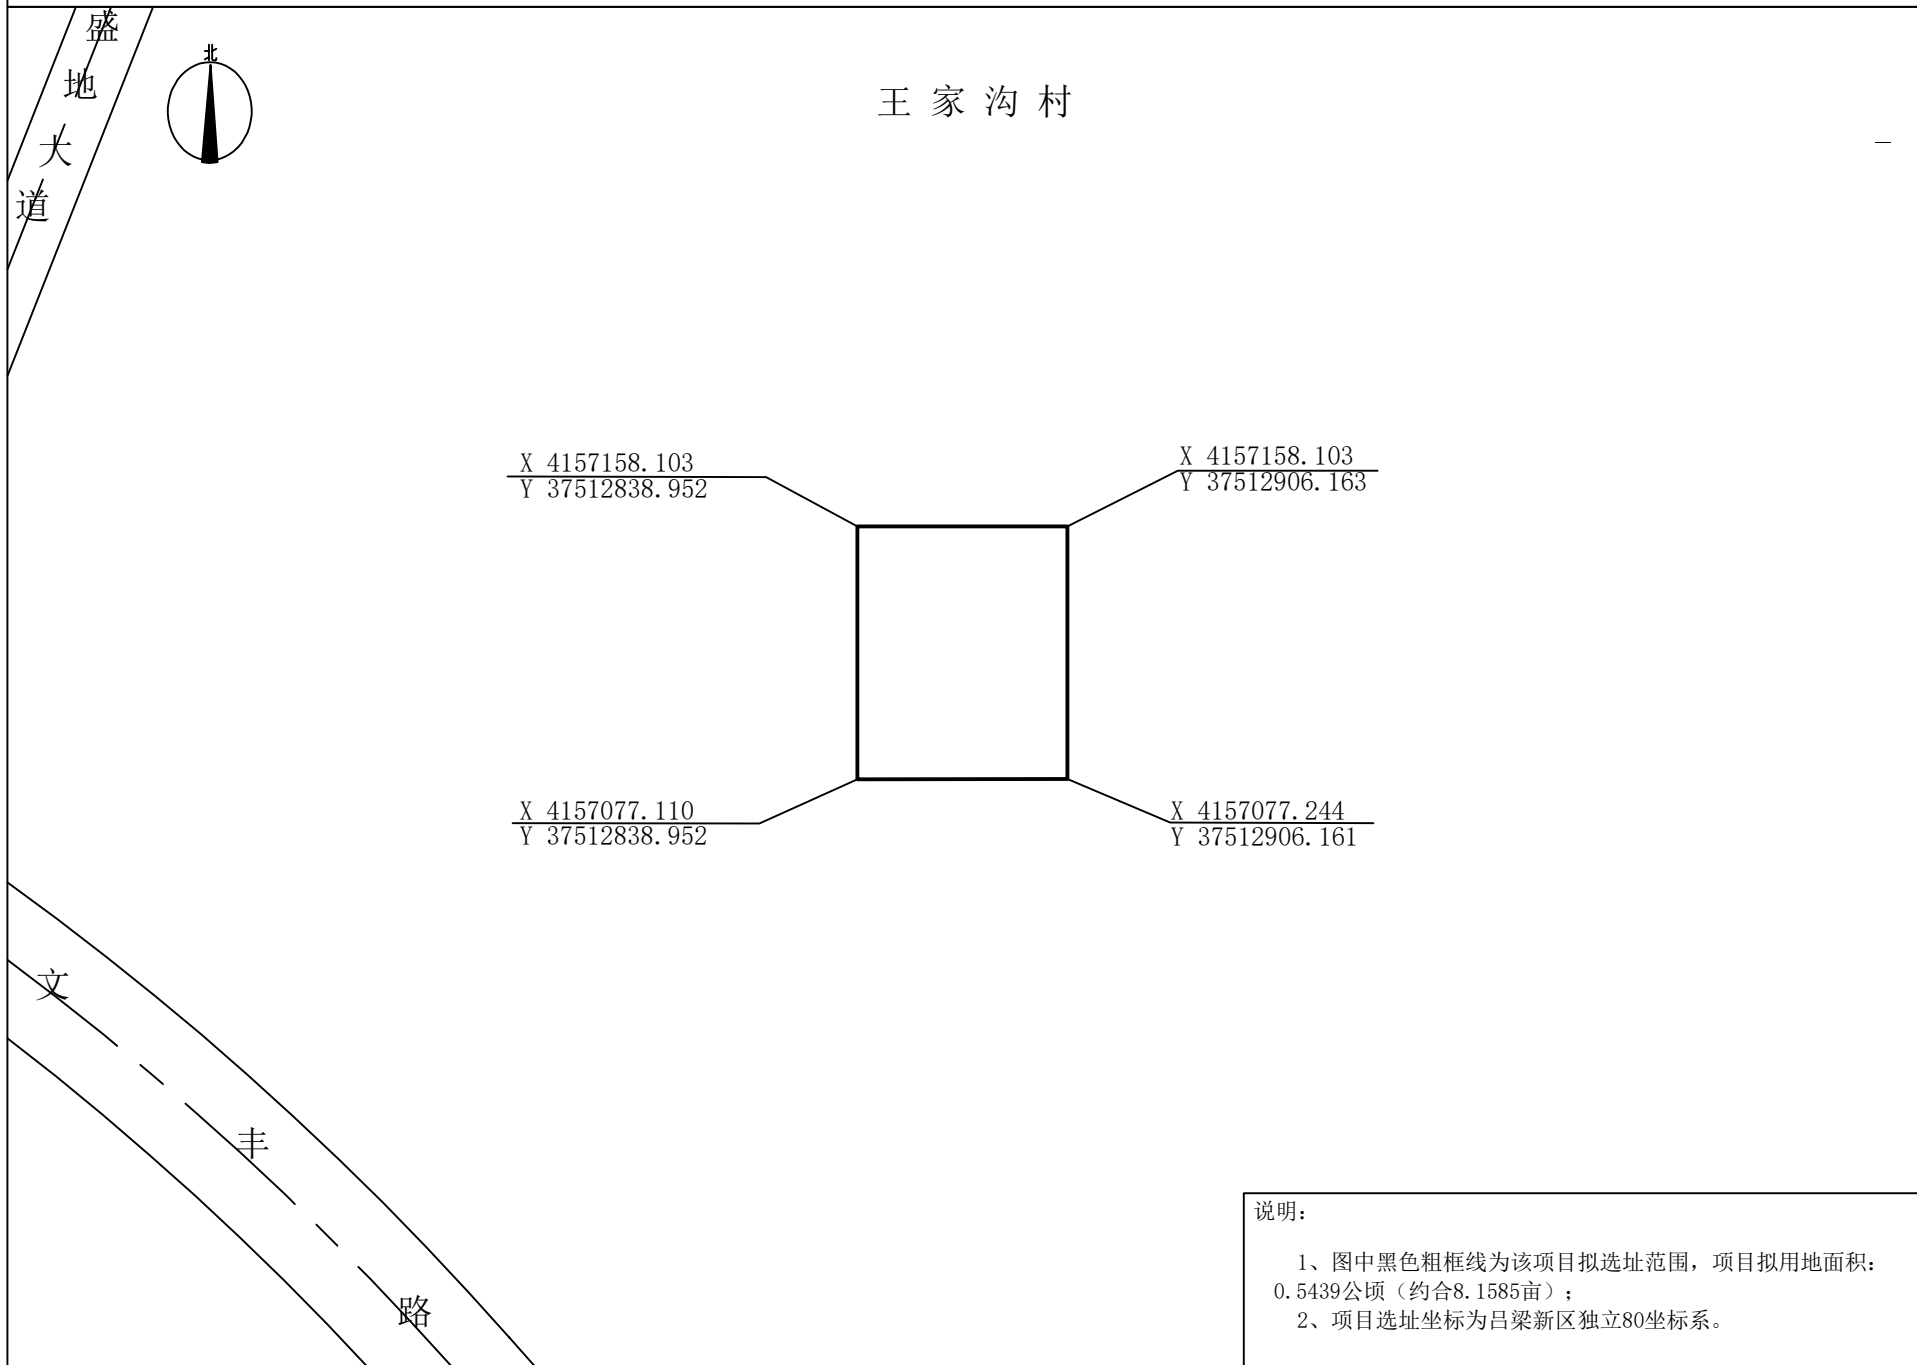 盛地大道
北
王家沟村
X 4157158.103
Y 37512838.952
X 4157158.103
Y 37512906.163
X 4157077.110
Y 37512838.952
X 4157077.244
Y 37512906.161
文丰路
说明：
1、图中黑色粗框线为该项目拟选址范围，项目拟用地面积：
0.5439公顷（约合8.1585亩）；
2、项目选址坐标为吕梁新区独立80坐标系。